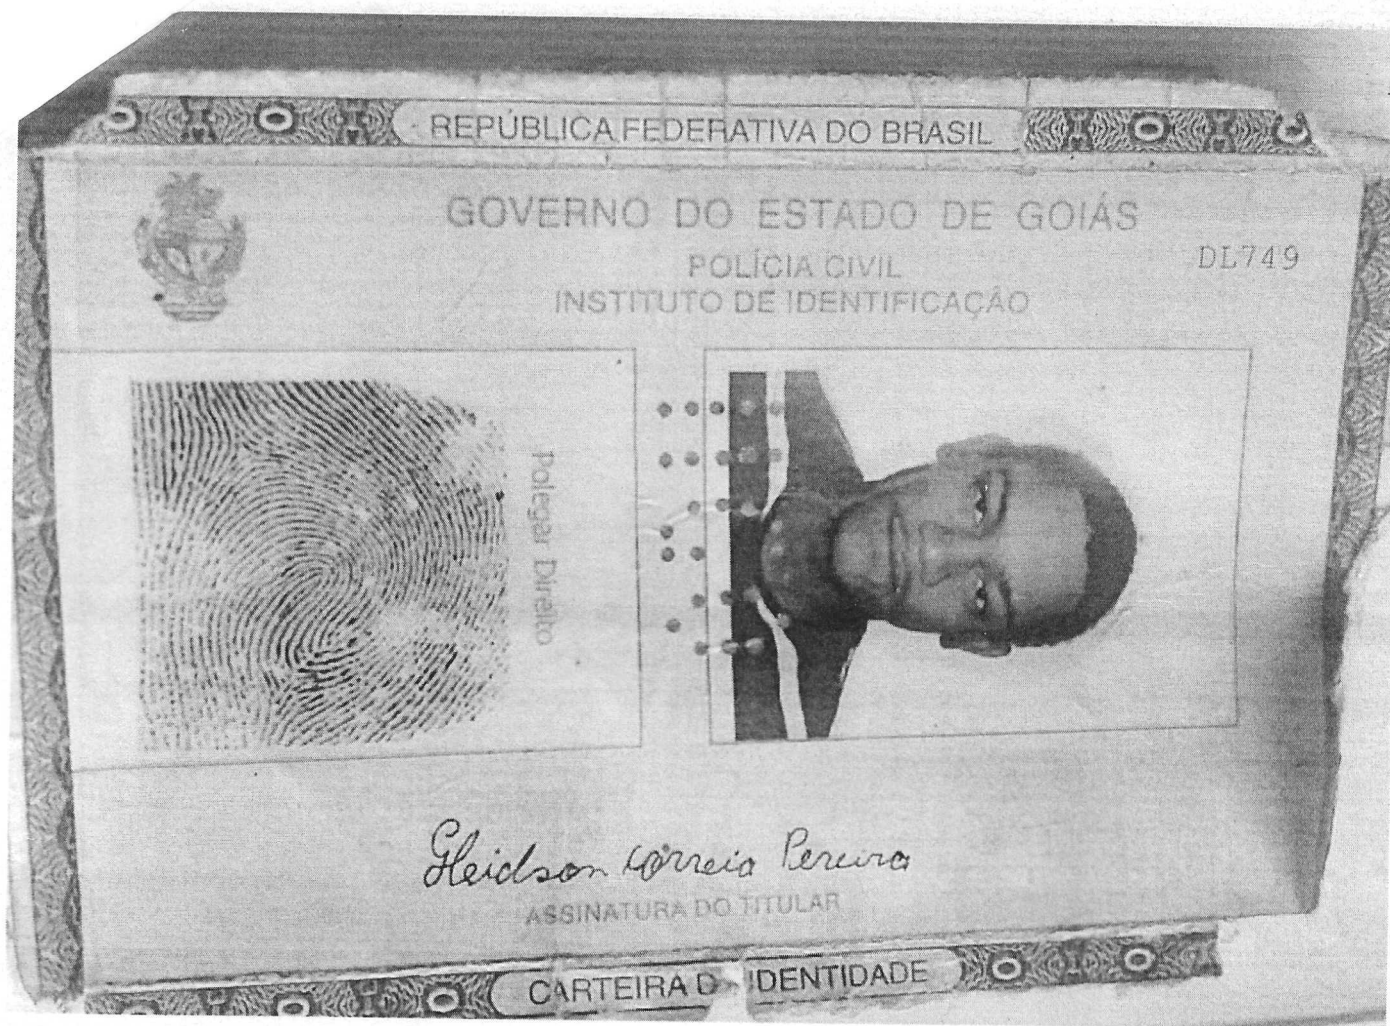 REPÚBLICA FEDERATIVA DO BRASIL
GOVERNO DO ESTADO DE GOIÁS
POLÍCIA CIVIL
DL749
INSTITUTO DE IDENTIFICAÇÃO
Polegar Direito
Gleidson Correia Pereira
ASSINATURA DO TITULAR
CARTEIRA D IDENTIDADE